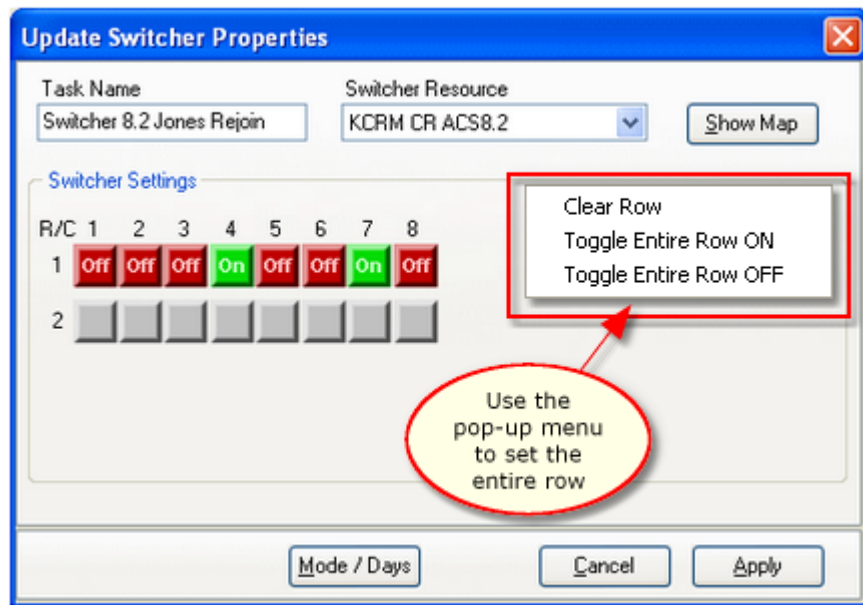 Update Switcher Properties
Task Name
Switcher Resource
Switcher 8.2 Jones Rejoin
KCRM CR ACS8.2
Show Map
Switcher Settings
R/C 1 2 3 4 5 6 7 8
1 Off Off Off On Off Off On Off
2
Clear Row
Toggle Entire Row ON
Toggle Entire Row OFF
Use the
pop-up menu
to set the
entire row
Mode / Days
Cancel
Apply